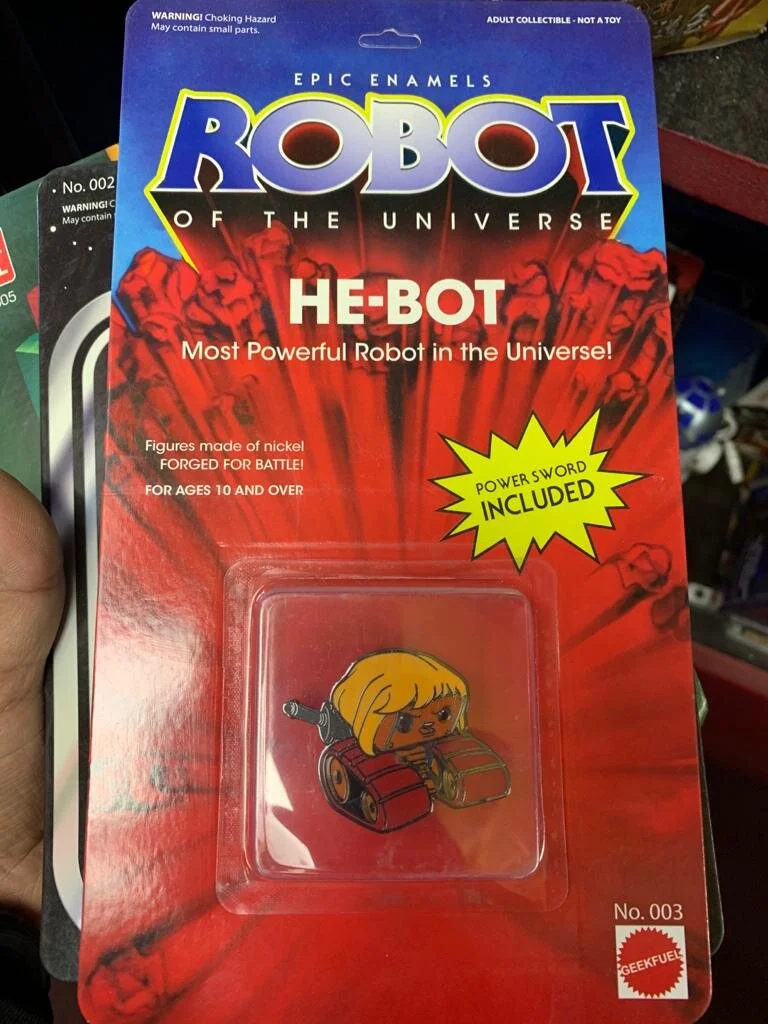 WARNING! Choking Hazard
May contain small parts.
ADULT COLLECTIBLE - NOT A TOY
EPIC ENAMELS
ROBOT
OF THE UNIVERSE
HE-BOT
Most Powerful Robot in the Universe!
Figures made of nickel
FORGED FOR BATTLE!
FOR AGES 10 AND OVER
POWER SWORD
INCLUDED
No. 003
GEEKFUEL
No. 002
WARNING!
May contain